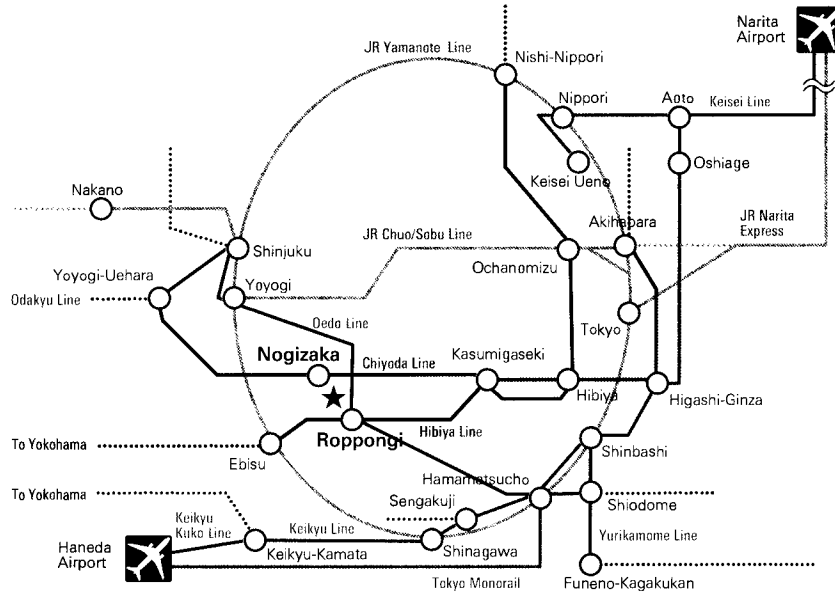 Narita
Airport
JR Yamanote Line
Nishi-Nippori
Nippori
Aoto
Keisei Line
Oshiage
Keisei Ueno
Nakano
Akihabara
JR Narita
Express
JR Chuo/Sobu Line
Shinjuku
Ochanomizu
Yoyogi-Uehara
Yoyogi
Odakyu Line
Oedo Line
Tokyo
Nogizaka
Chiyoda Line
Kasumigaseki
Hibiya
Higashi-Ginza
Roppongi
Hibiya Line
To Yokohama
Ebisu
Shinbashi
Hamamatsucho
To Yokohama
Sengakuji
Shiodome
Keikyu
Kuko Line
Keikyu Line
Yurikamome Line
Haneda
Airport
Keikyu-Kamata
Shinagawa
Tokyo Monorail
Funeno-Kagakukan